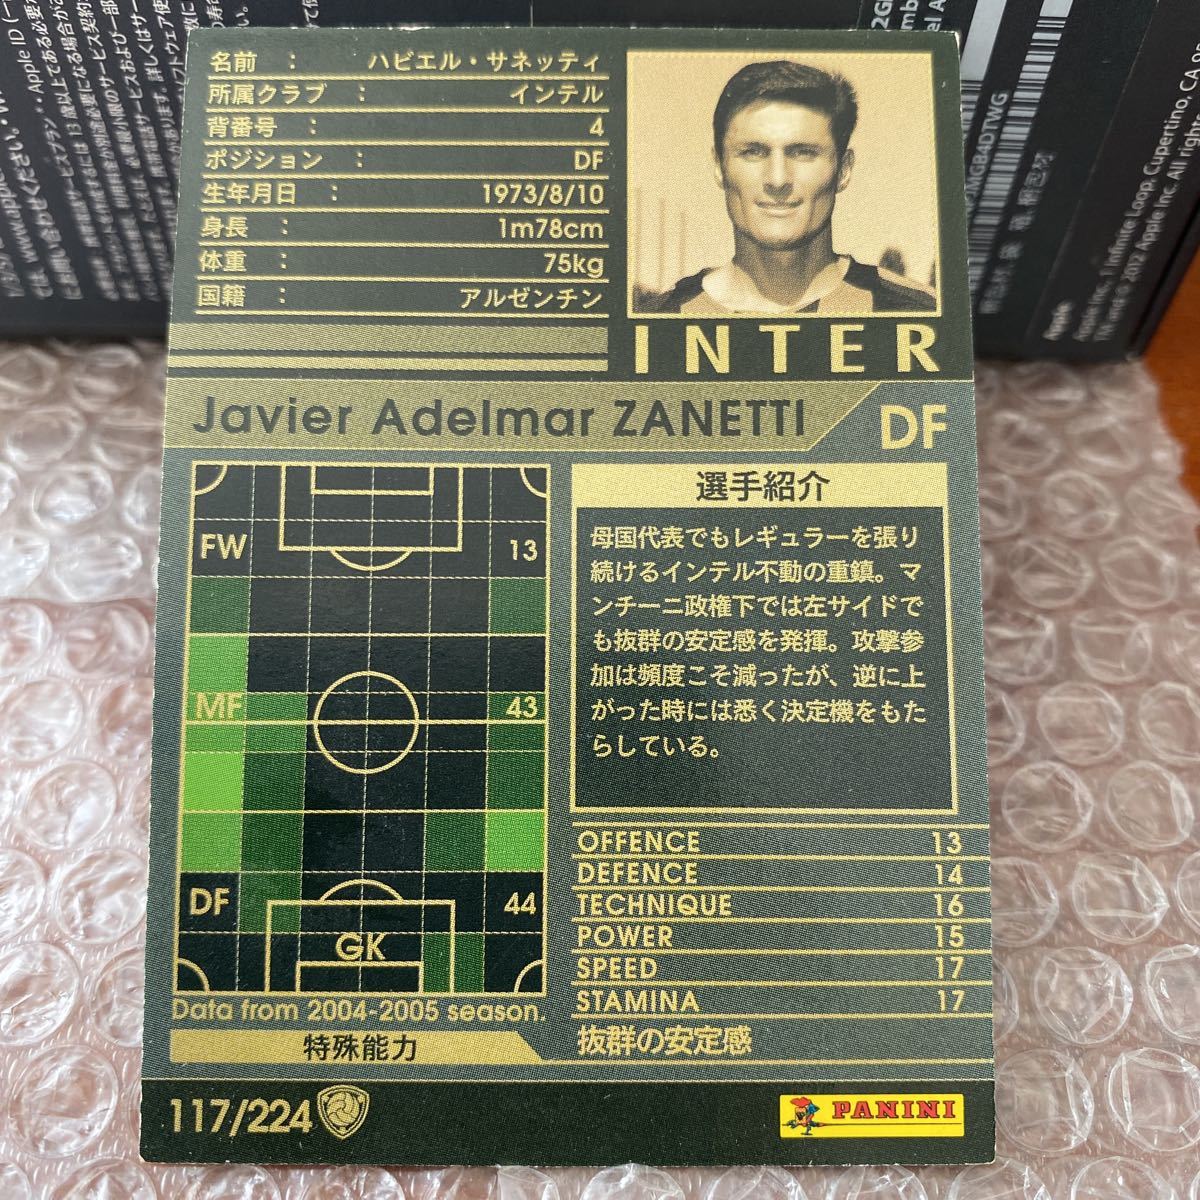 名前 : ハビエル・サネッティ
所属クラブ : インテル
背番号 : 4
ポジション : DF
生年月日 : 1973/8/10
身長 : 1m78cm
体重 : 75kg
国籍 : アルゼンチン
INTER
Javier Adelmar ZANETTI
DF
FW 13
MF 43
DF 44
GK
Data from 2004-2005 season.
選手紹介
母国代表でもレギュラーを張り
続けるインテル不動の重鎮。マ
ンチーニ政権下では左サイドで
も抜群の安定感を発揮。攻撃参
加は頻度こそ減ったが、逆に上
がった時には悉く決定機をもた
らしている。
OFFENCE 13
DEFENCE 14
TECHNIQUE 16
POWER 15
SPEED 17
STAMINA 17
特殊能力
抜群の安定感
117/224
PANINI